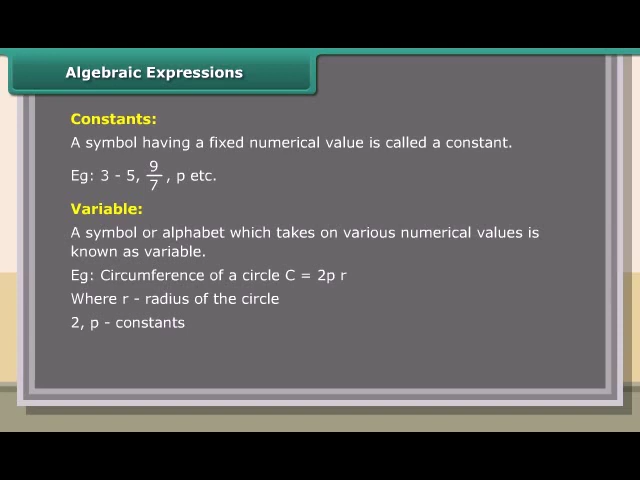 Algebraic Expressions
Constants:
A symbol having a fixed numerical value is called a constant.
Eg: 3 - 5, 9/7, p etc.
Variable:
A symbol or alphabet which takes on various numerical values is
known as variable.
Eg: Circumference of a circle C = 2p r
Where r - radius of the circle
2, p - constants